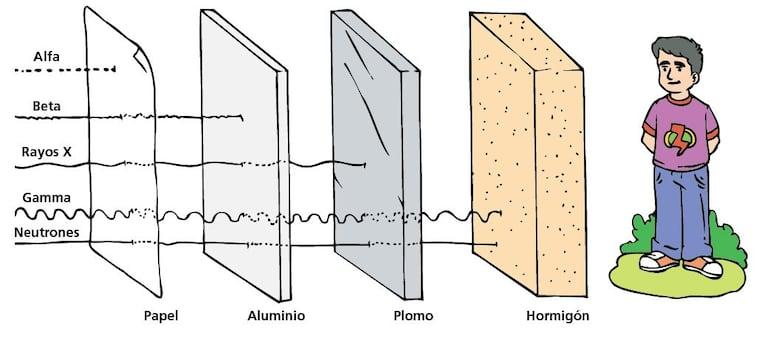 Alfa
Beta
Rayos X
Gamma
Neutrones
Papel
Aluminio
Plomo
Hormigón